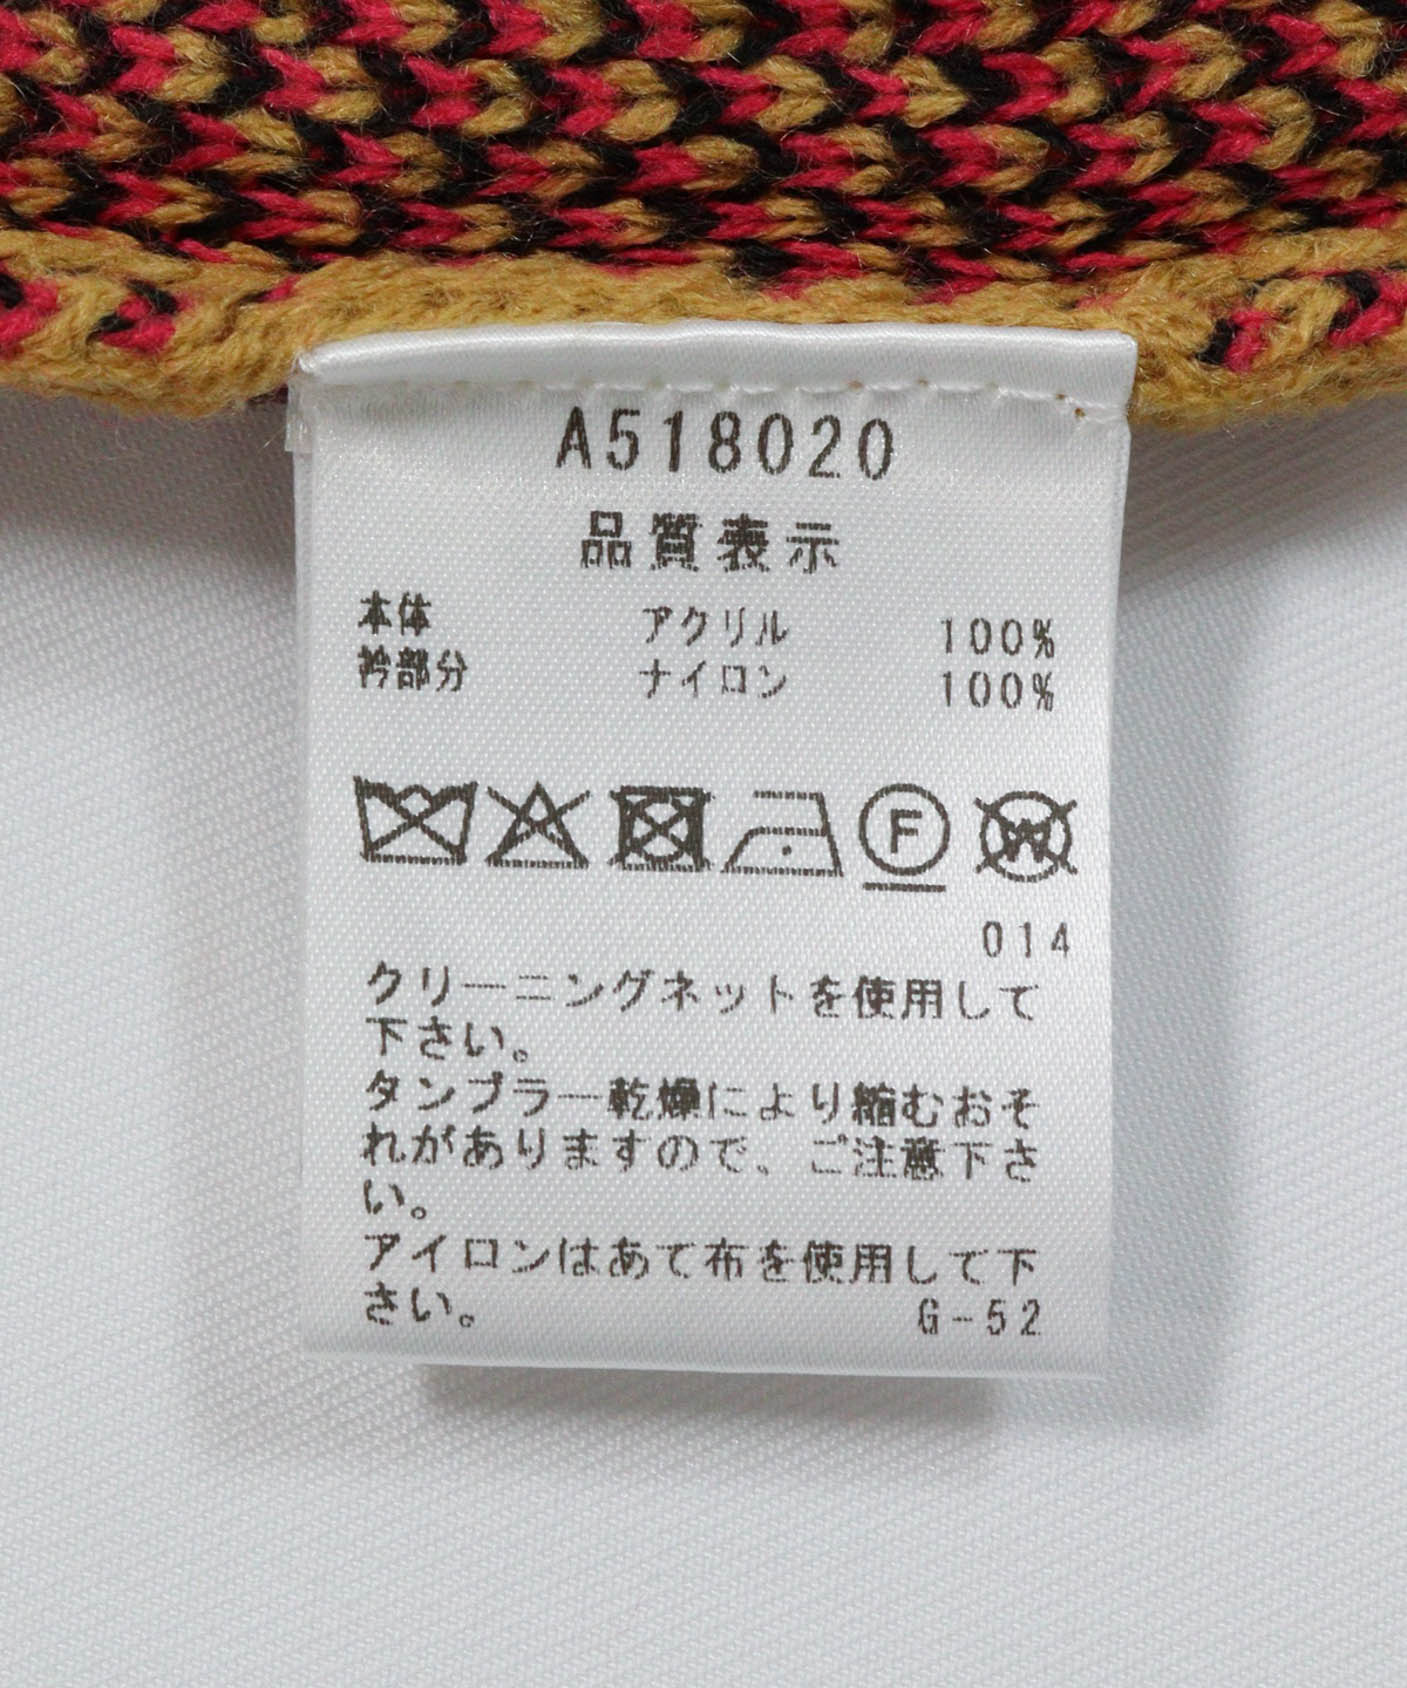 A518020
品質表示
本体 アクリル 100%
衿部分 ナイロン 100%
F W
014
クリーニングネットを使用して
下さい。
タンブラー乾燥により縮むおそ
れがありますので、ご注意下さ
い。
アイロンはあて布を使用して下
さい。 G-52